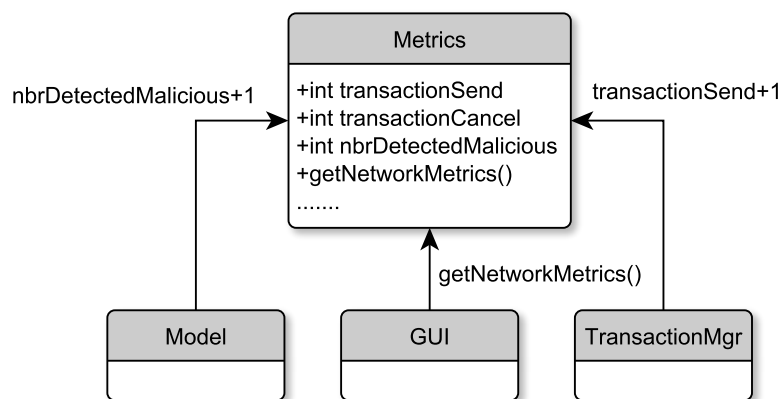 Metrics
nbrDetectedMalicious+1
+int transactionSend
transactionSend+1
+int transactionCancel
+int nbrDetectedMalicious
+getNetworkMetrics()
.......
getNetworkMetrics()
Model
GUI
TransactionMgr